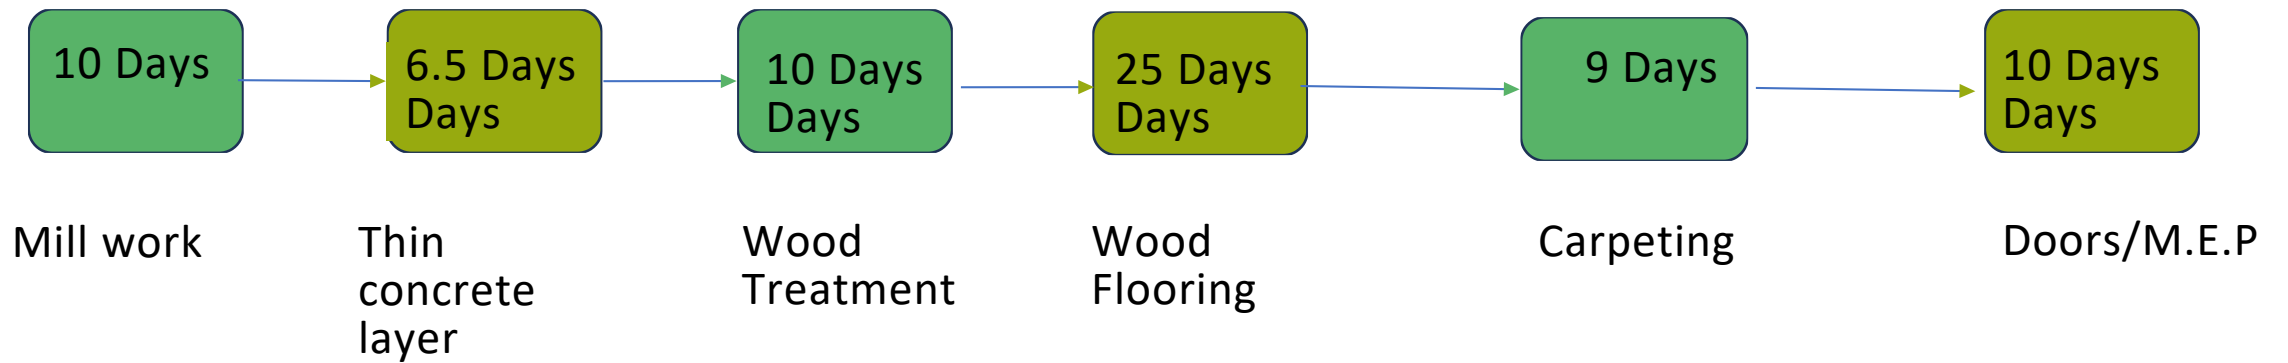 10 Days
6.5 Days
Days
10 Days
Days
25 Days
Days
9 Days
10 Days
Days
Mill work
Thin
concrete
layer
Wood
Treatment
Wood
Flooring
Carpeting
Doors/M.E.P